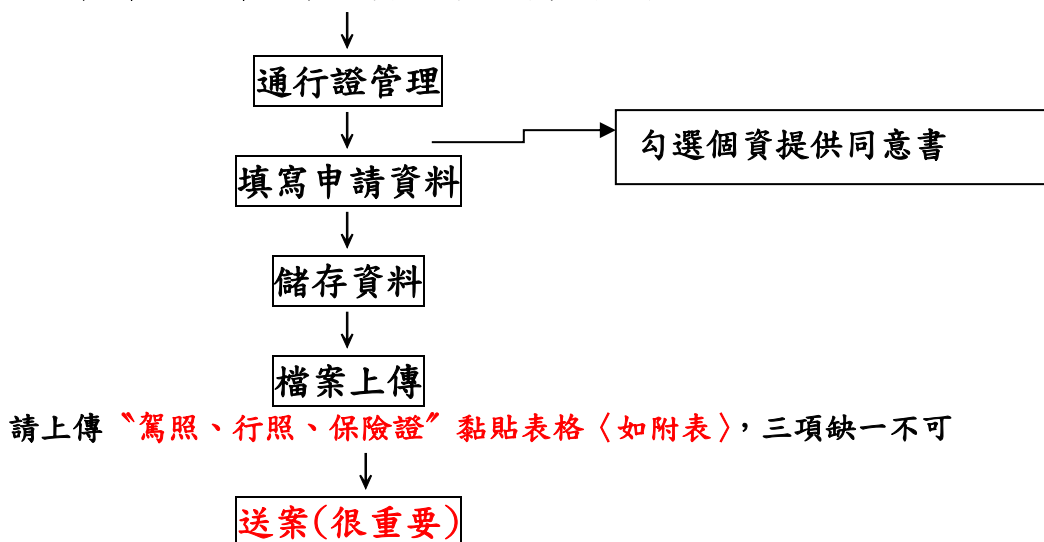 通行證管理
勾選個資提供同意書
填寫申請資料
儲存資料
檔案上傳
請上傳〝駕照、行照、保險證〞黏貼表格〈如附表〉，三項缺一不可
送案(很重要)